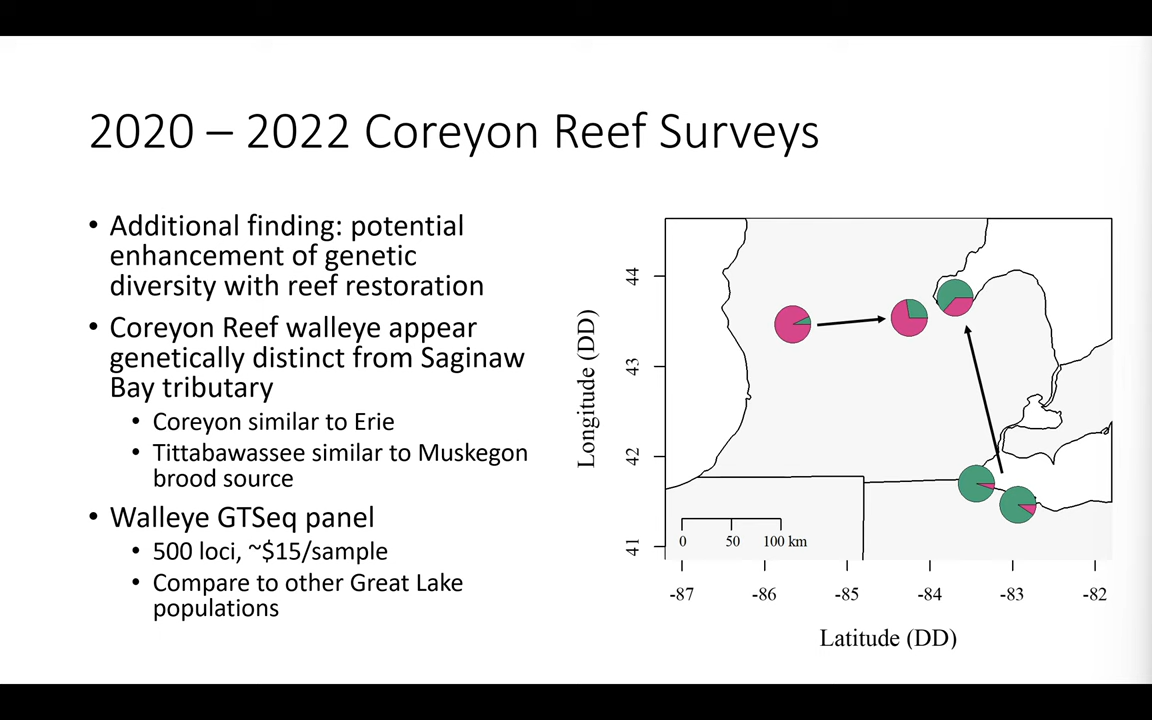 2020 – 2022 Coreyon Reef Surveys
• Additional finding: potential
enhancement of genetic
diversity with reef restoration
• Coreyon Reef walleye appear
genetically distinct from Saginaw
Bay tributary
• Coreyon similar to Erie
• Tittabawassee similar to Muskegon
brood source
• Walleye GTSeq panel
• 500 loci, ~$15/sample
• Compare to other Great Lake
populations
Longitude (DD)
44
43
42
41
0 50 100 km
-87 -86 -85 -84 -83 -82
Latitude (DD)